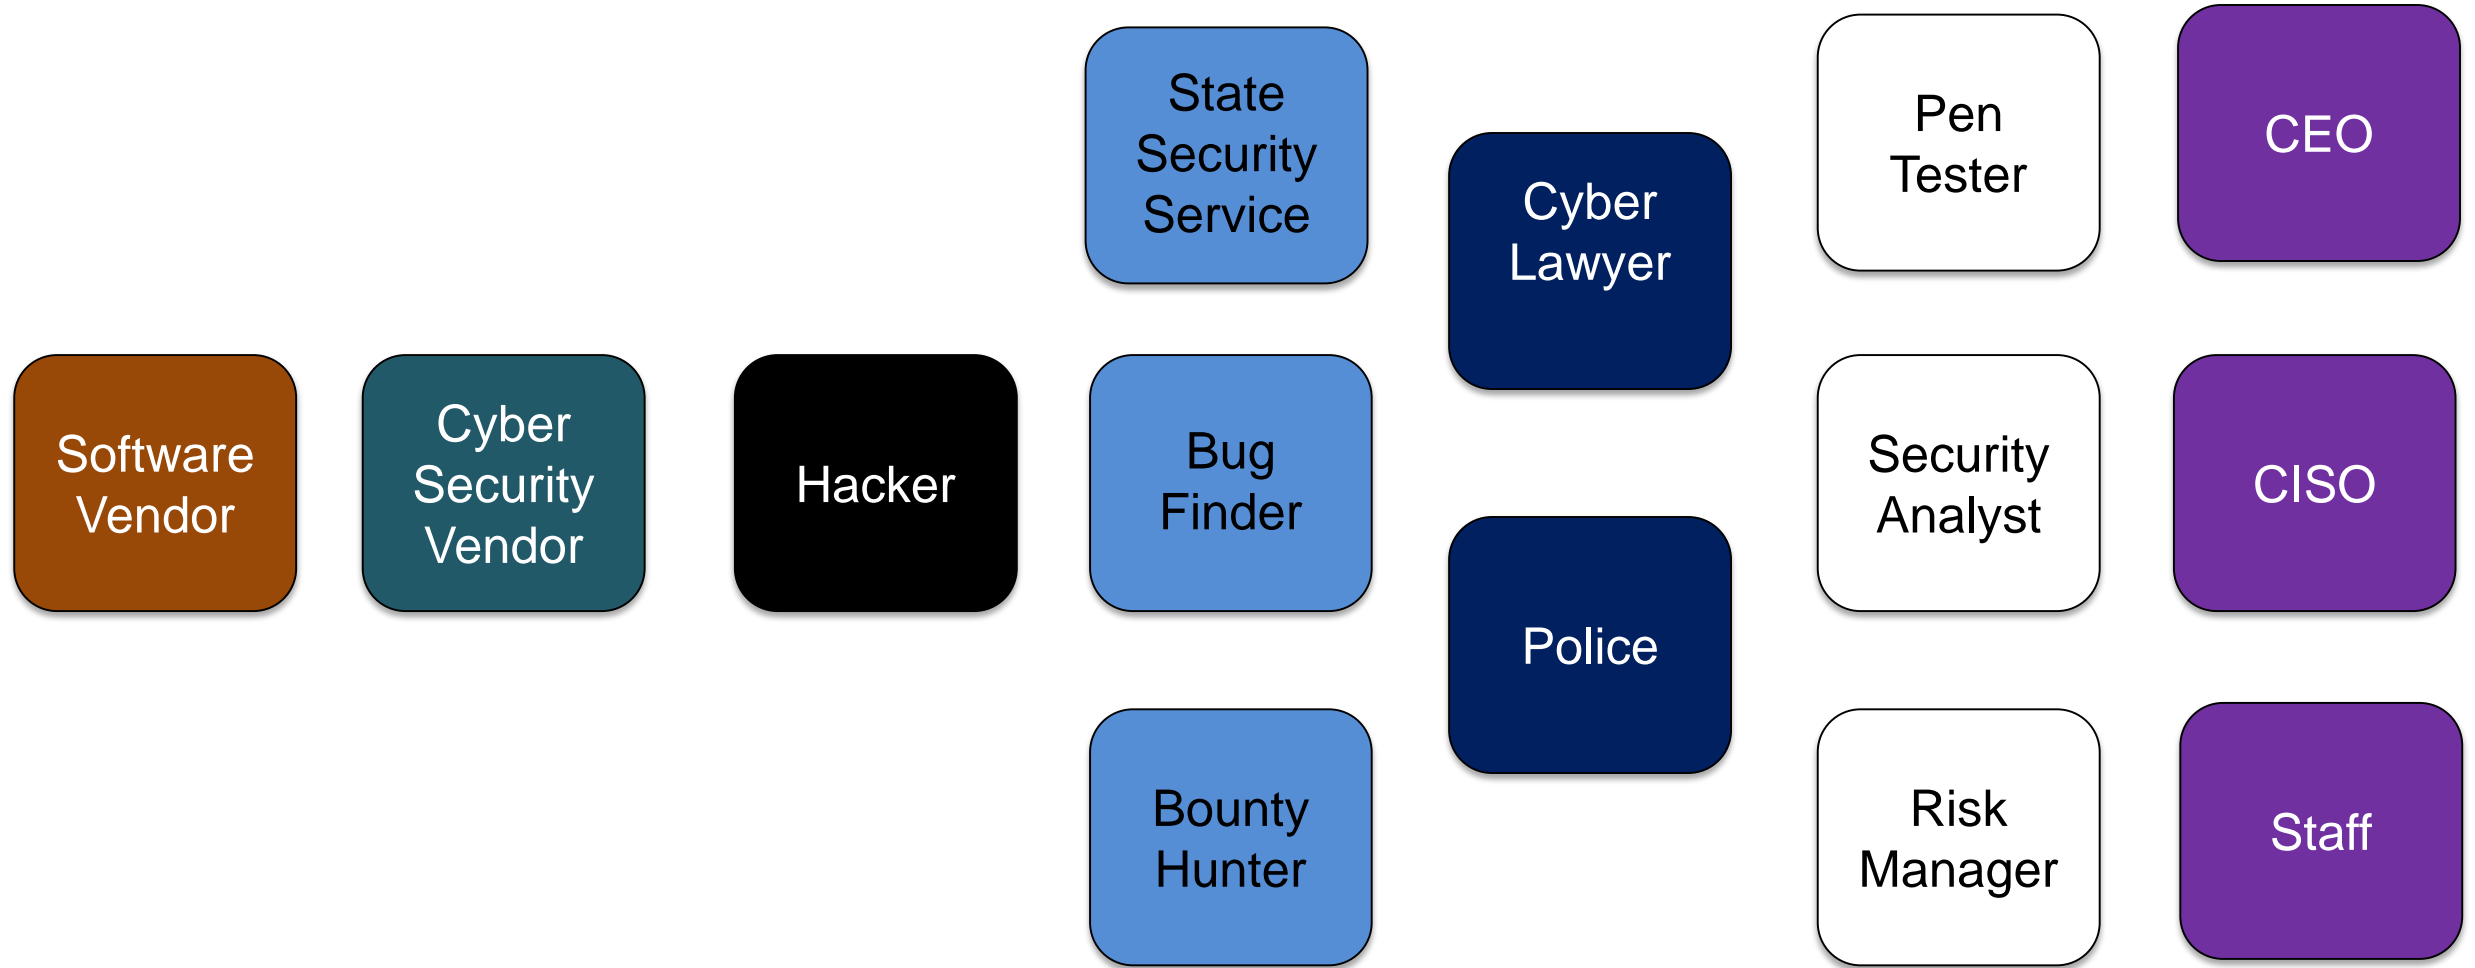 Software
Vendor
Cyber
Security
Vendor
Hacker
State
Security
Service
Bug
Finder
Bounty
Hunter
Cyber
Lawyer
Police
Pen
Tester
Security
Analyst
Risk
Manager
CEO
CISO
Staff